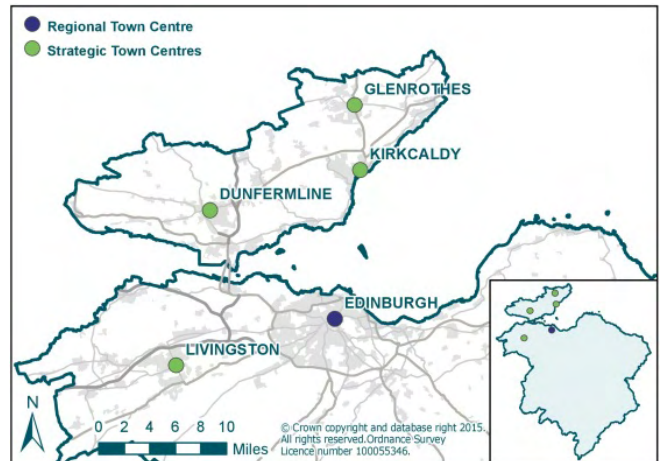 Regional Town Centre
Strategic Town Centres
GLENROTHES
KIRKCALDY
DUNFERMLINE
EDINBURGH
LIVINGSTON
N
0 2 4 6 8 10
Miles
© Crown copyright and database right 2015.
All rights reserved.Ordnance Survey
Licence number 100055346.